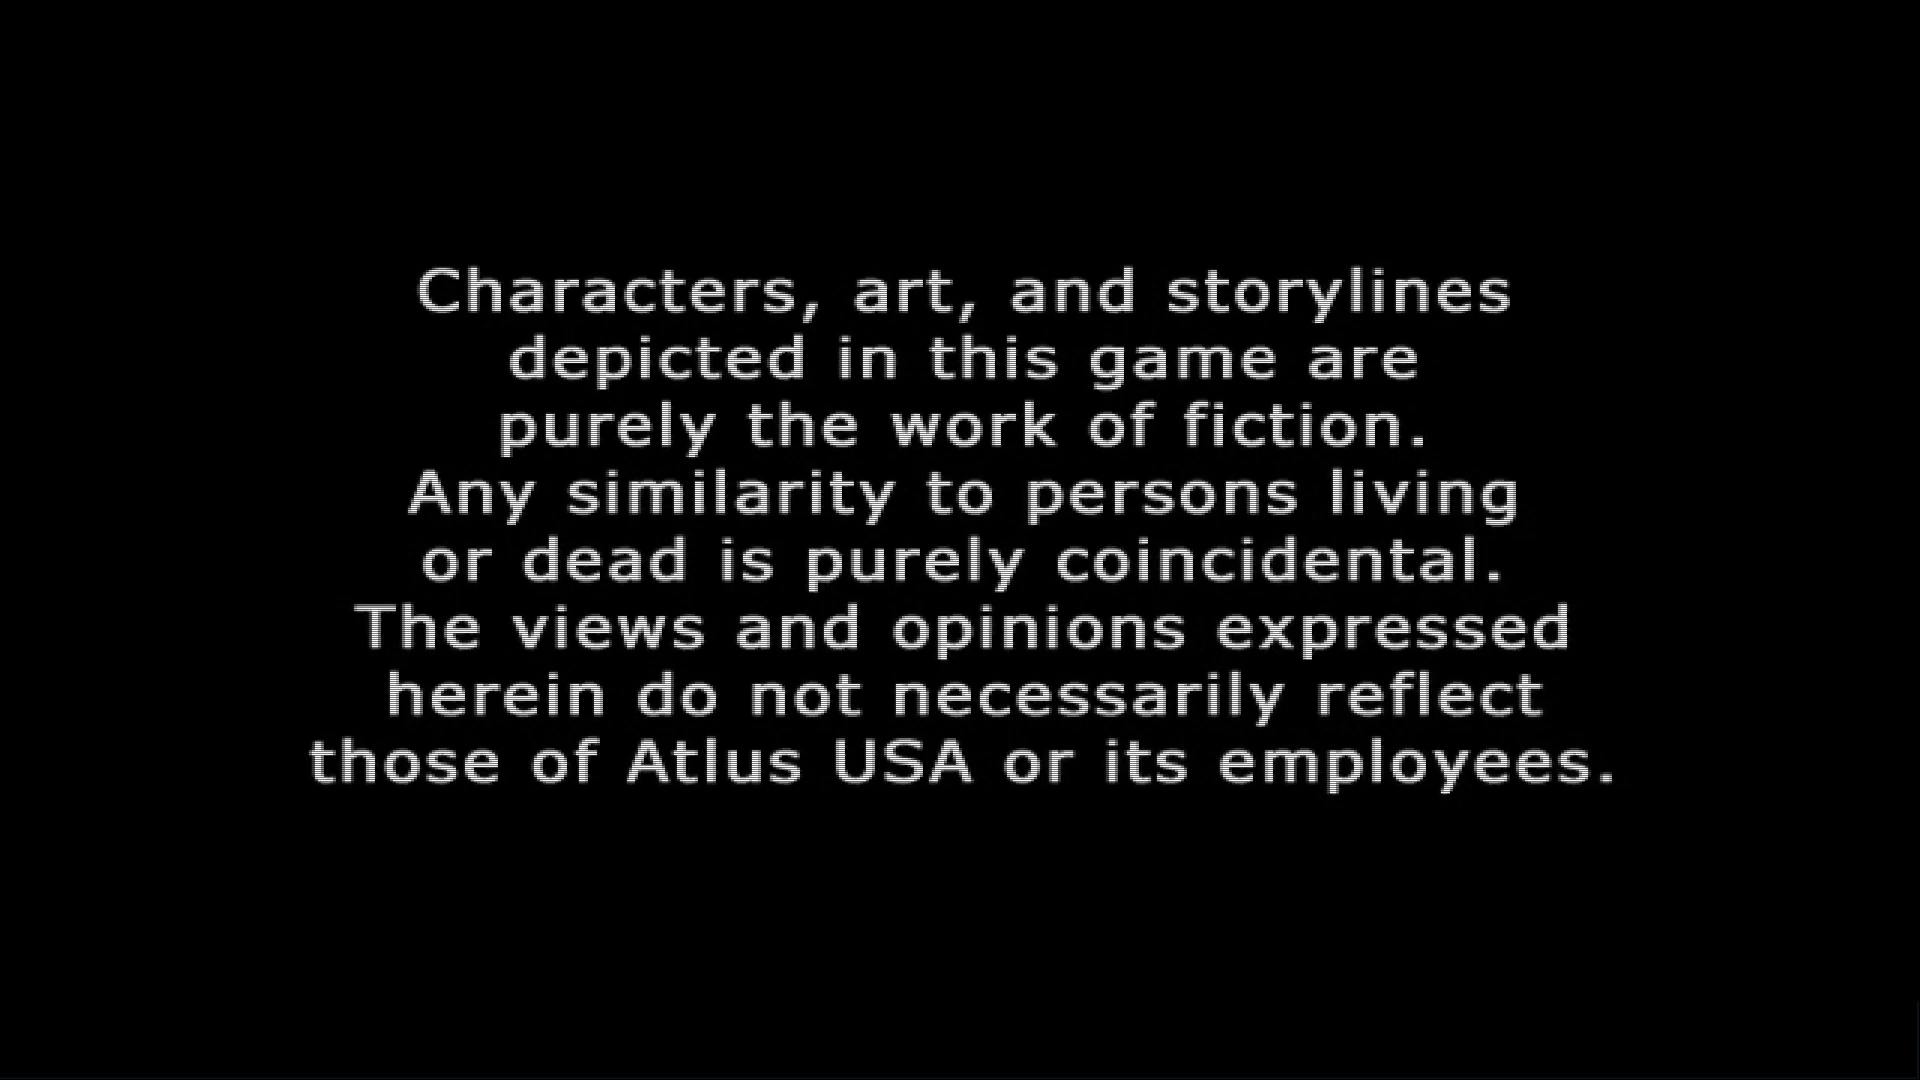 Characters, art, and storylines
depicted in this game are
purely the work of fiction.
Any similarity to persons living
or dead is purely coincidental.
The views and opinions expressed
herein do not necessarily reflect
those of Atlus USA or its employees.